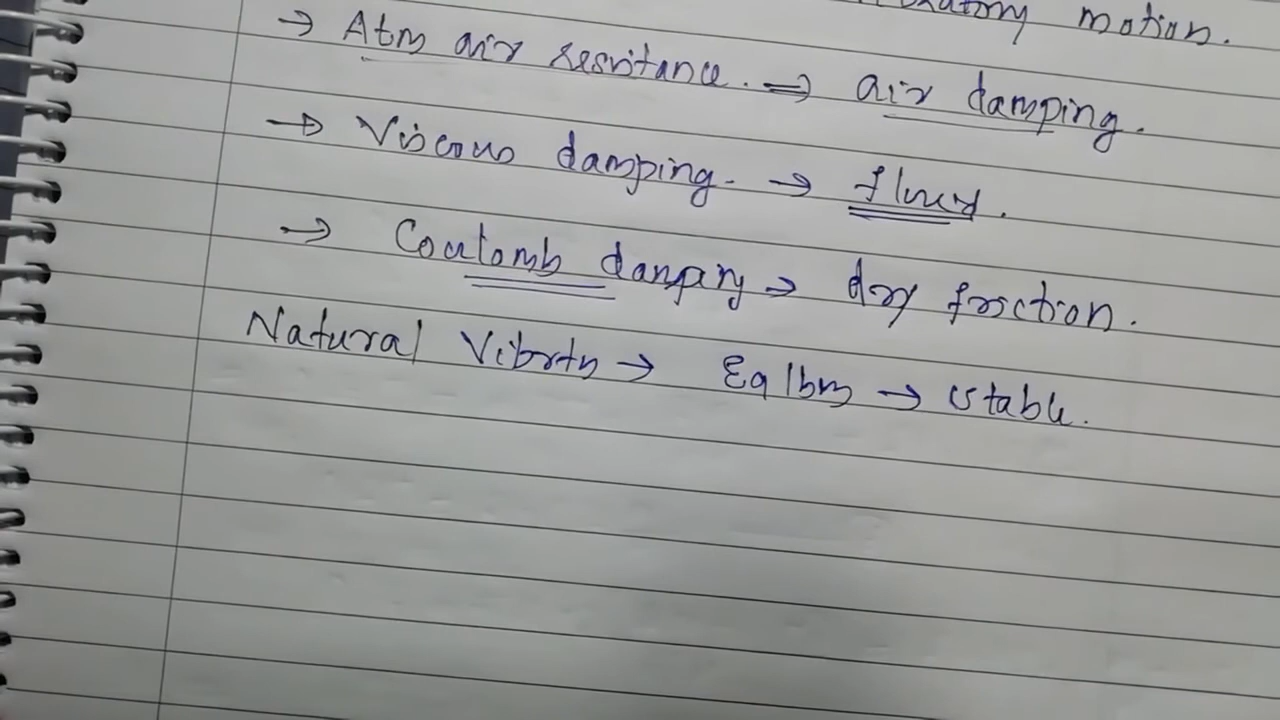 motion.
→ Atm air resistance. ⇒ air damping.
→ Viscous damping. → fluid.
→ Coulomb damping → dry friction.
Natural Vibrtn → Eqlbm → stable.